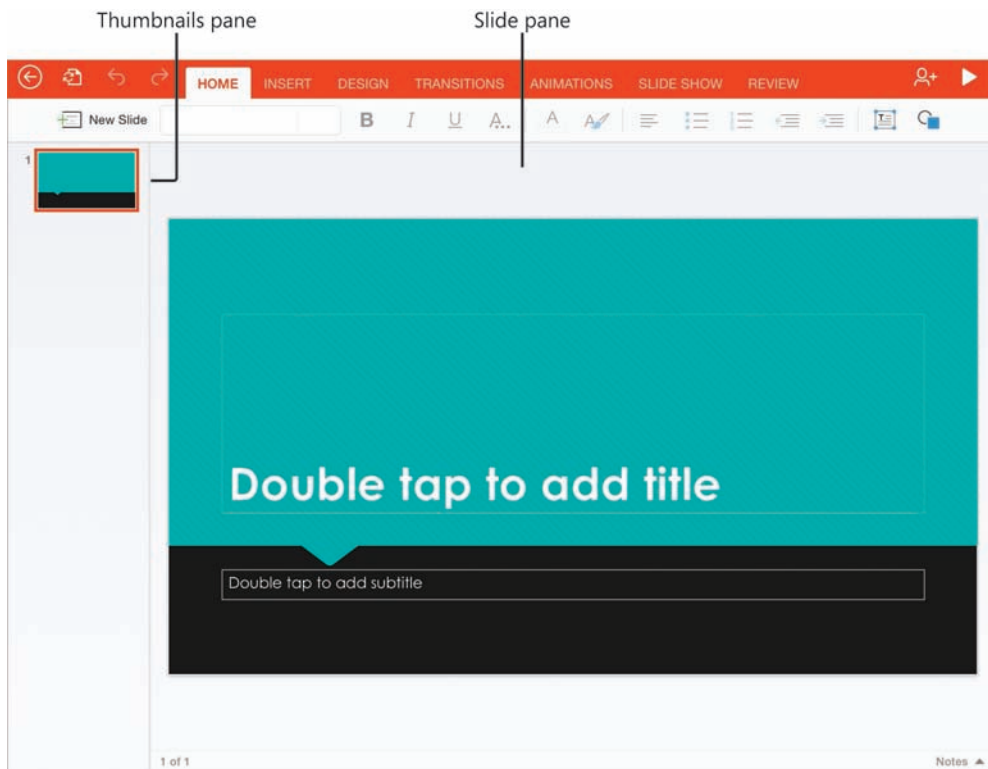 Thumbnails pane Slide pane
HOME INSERT DESIGN TRANSITIONS ANIMATIONS SLIDE SHOW REVIEW
New Slide B I U A.. A A
1
Double tap to add title
Double tap to add subtitle
1 of 1 Notes